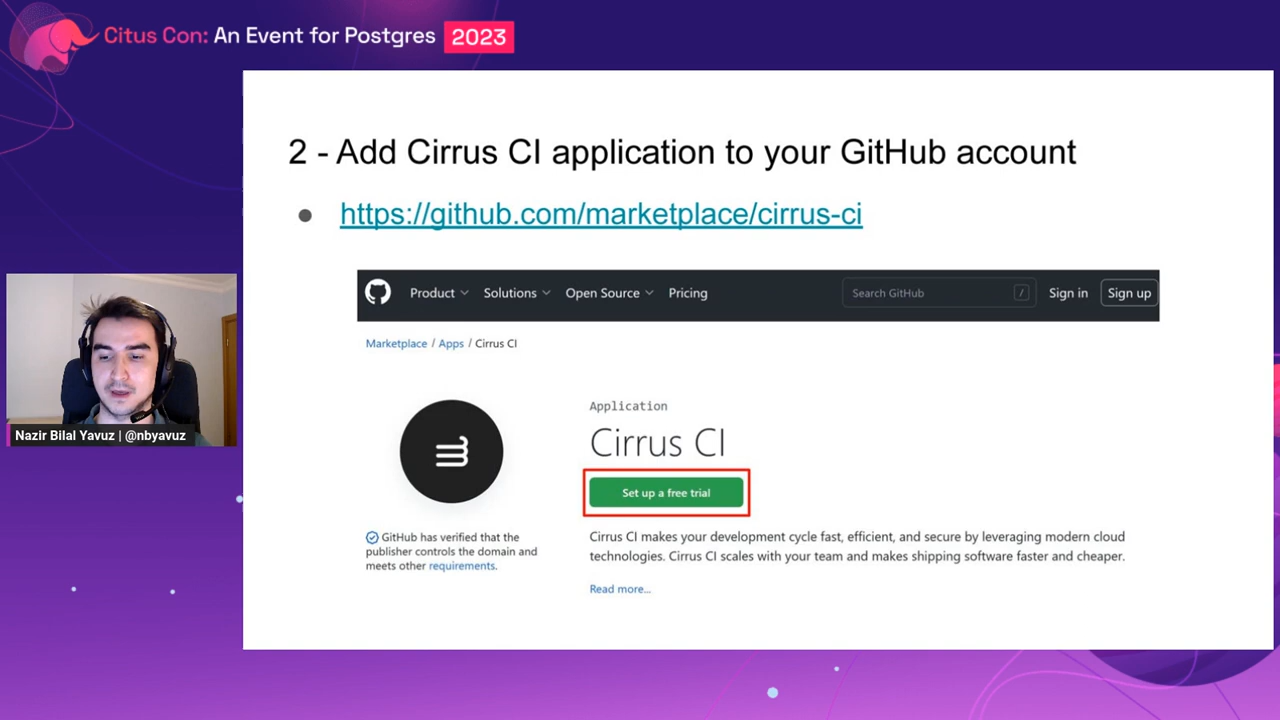 Citus Con: An Event for Postgres 2023
2 - Add Cirrus CI application to your GitHub account
https://github.com/marketplace/cirrus-ci
Product Solutions Open Source Pricing Search GitHub / Sign in Sign up
Marketplace / Apps / Cirrus CI
Application
Cirrus CI
Set up a free trial
GitHub has verified that the
publisher controls the domain and
meets other requirements.
Cirrus CI makes your development cycle fast, efficient, and secure by leveraging modern cloud
technologies. Cirrus CI scales with your team and makes shipping software faster and cheaper.
Read more...
Nazir Bilal Yavuz | @nbyavuz